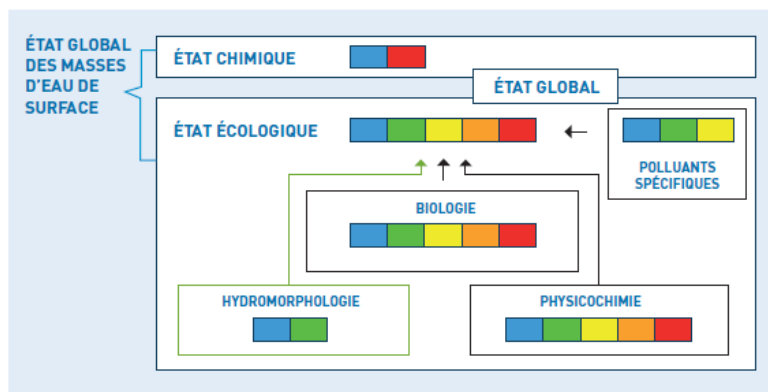 ÉTAT GLOBAL
DES MASSES
D'EAU DE
SURFACE
ÉTAT CHIMIQUE
ÉTAT GLOBAL
ÉTAT ÉCOLOGIQUE
POLLUANTS
SPÉCIFIQUES
BIOLOGIE
HYDROMORPHOLOGIE
PHYSICOCHIMIE